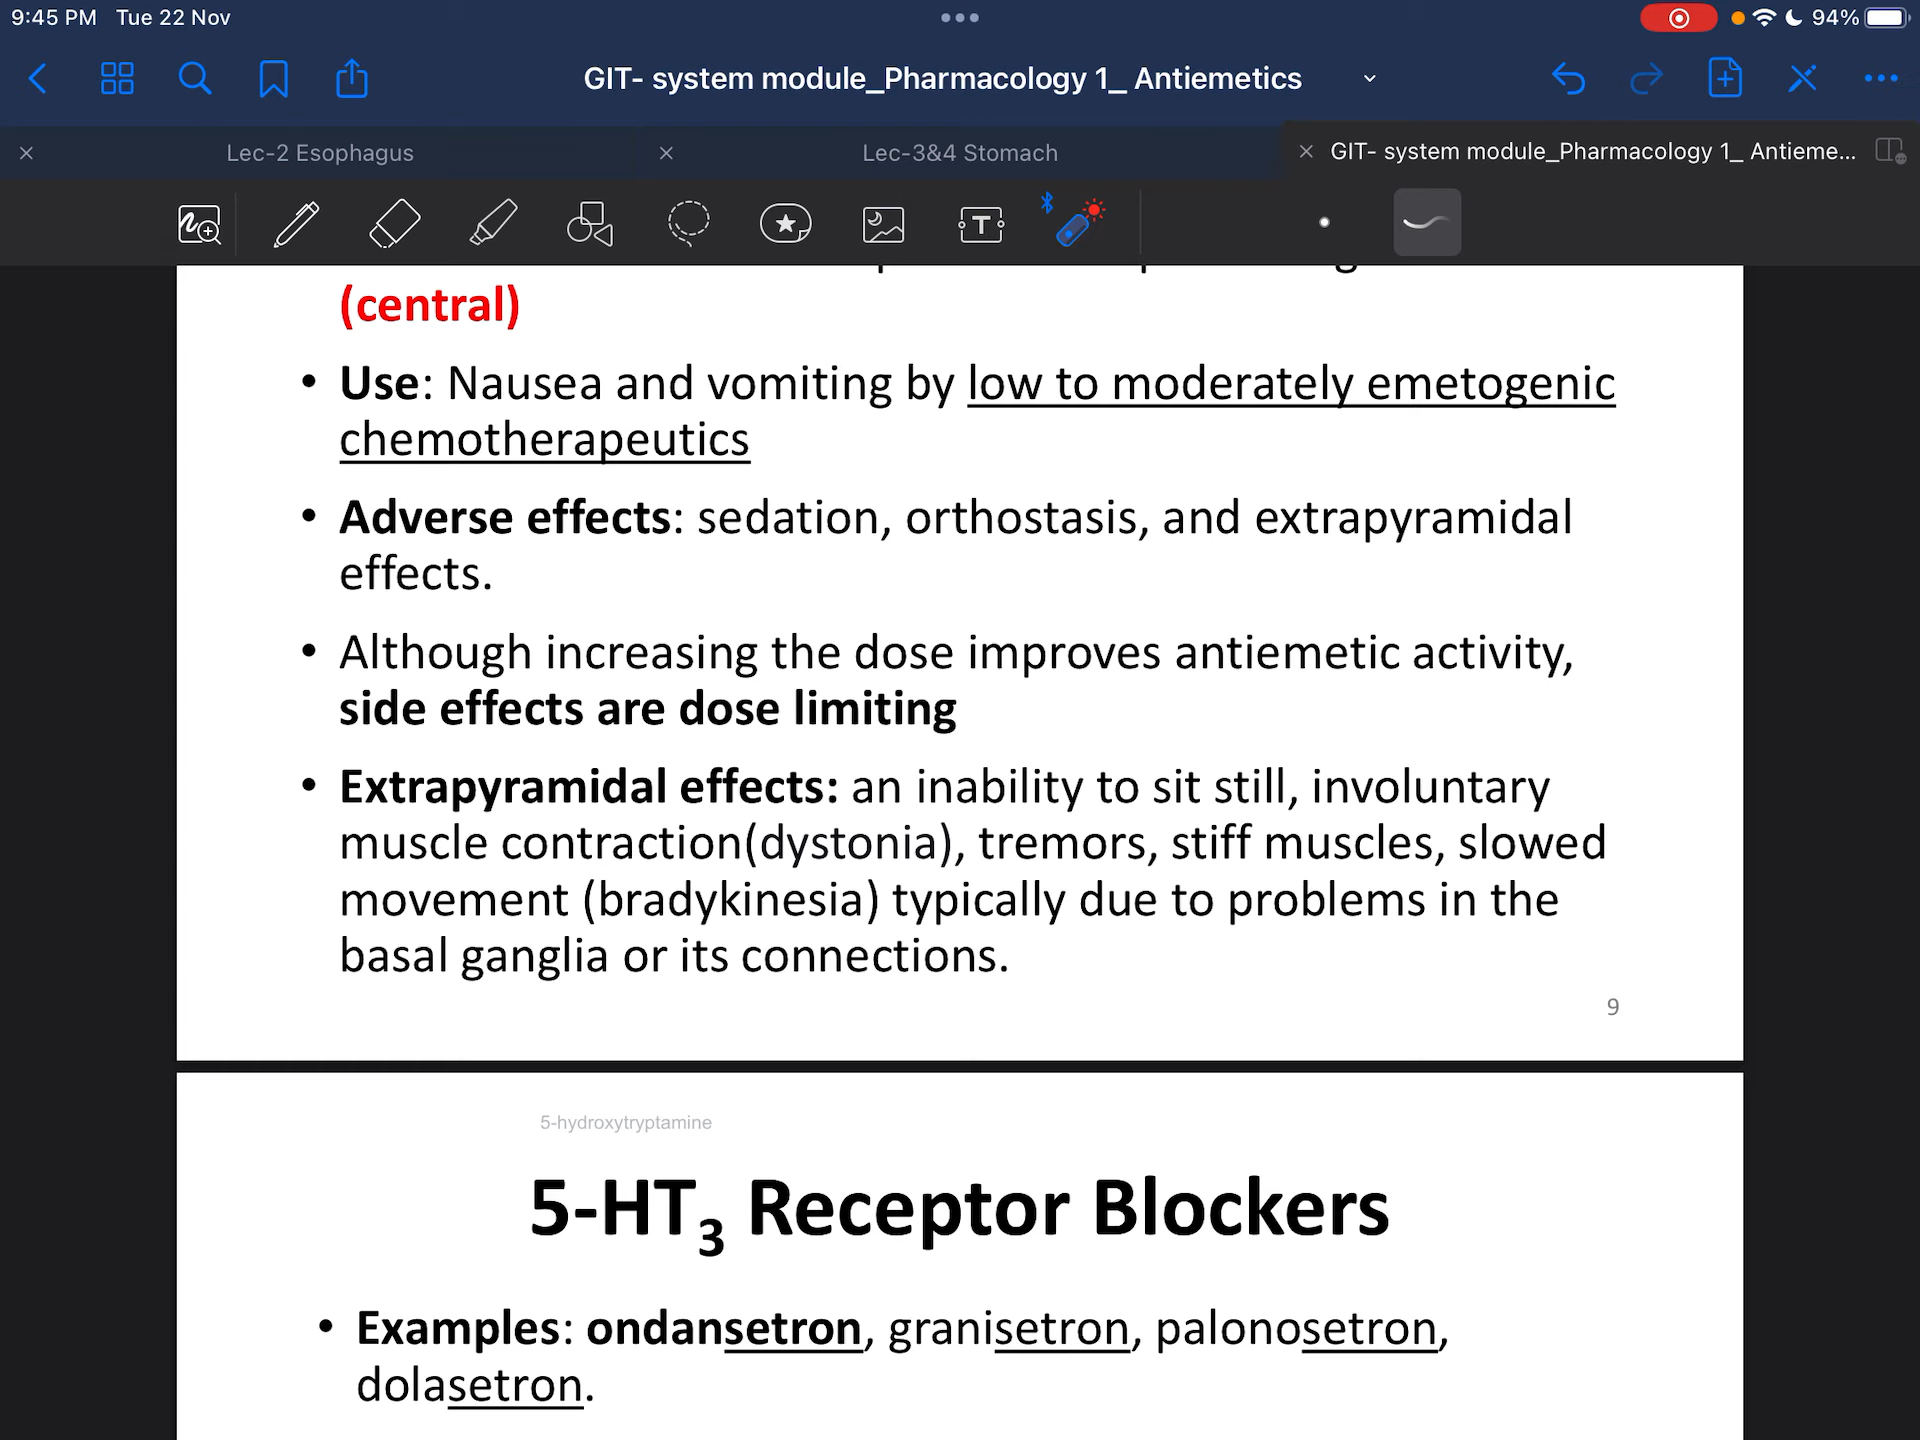 9:45 PM Tue 22 Nov
94%
GIT- system module_Pharmacology 1_ Antiemetics
Lec-2 Esophagus
Lec-3&4 Stomach
GIT- system module_Pharmacology 1_ Antieme...
(central)
• Use: Nausea and vomiting by low to moderately emetogenic
chemotherapeutics
• Adverse effects: sedation, orthostasis, and extrapyramidal
effects.
• Although increasing the dose improves antiemetic activity,
side effects are dose limiting
• Extrapyramidal effects: an inability to sit still, involuntary
muscle contraction(dystonia), tremors, stiff muscles, slowed
movement (bradykinesia) typically due to problems in the
basal ganglia or its connections.
9
5-hydroxytryptamine
5-HT₃ Receptor Blockers
• Examples: ondansetron, granisetron, palonosetron,
dolasetron.